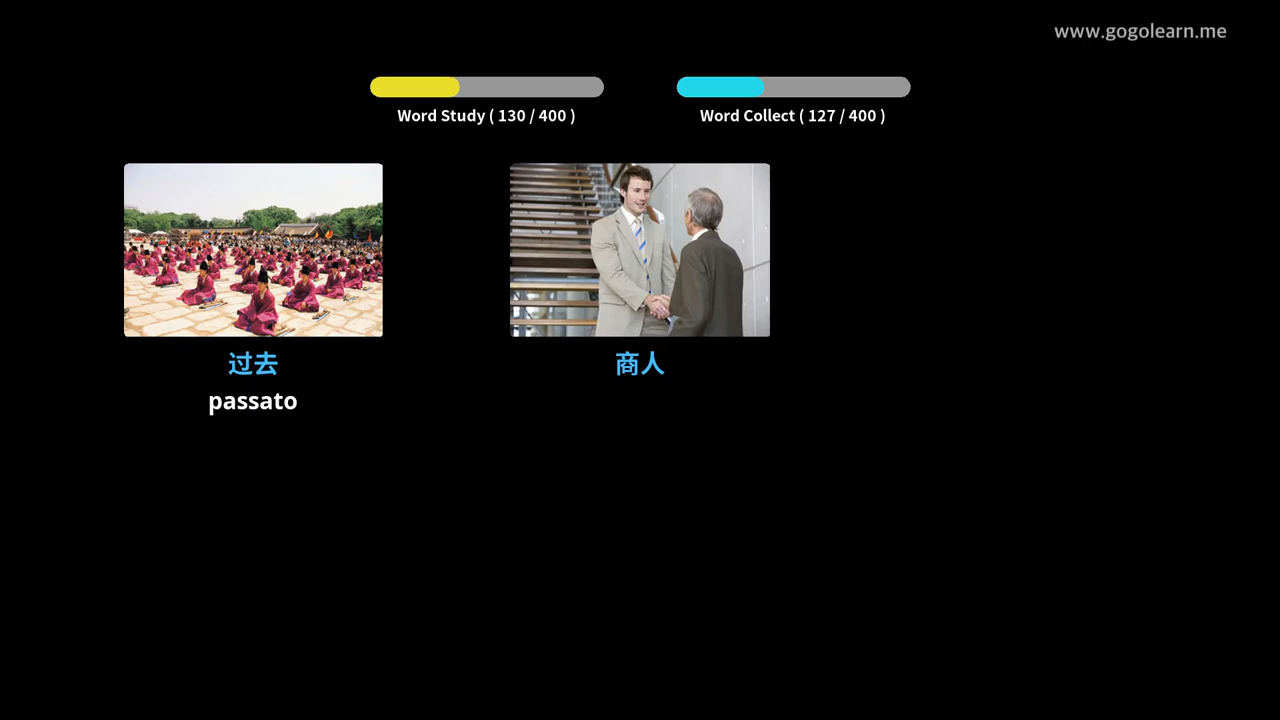 www.gogolearn.me
Word Study ( 130 / 400 )
Word Collect ( 127 / 400 )
过去
passato
商人